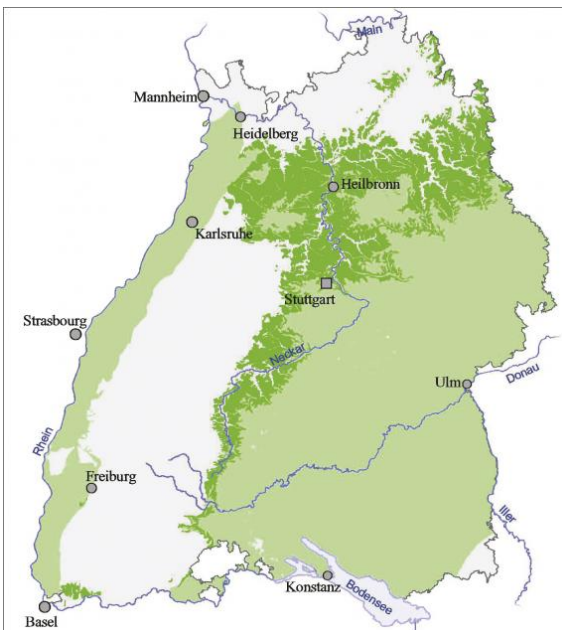 Main
Mannheim
Heidelberg
Heilbronn
Karlsruhe
Stuttgart
Strasbourg
Neckar
Ulm
Donau
Rhein
Freiburg
Iller
Konstanz
Bodensee
Basel